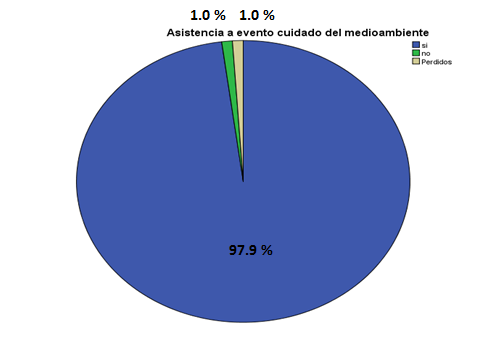 1.0 % 1.0 %
Asistencia a evento cuidado del medioambiente
si
no
Perdidos
97.9 %